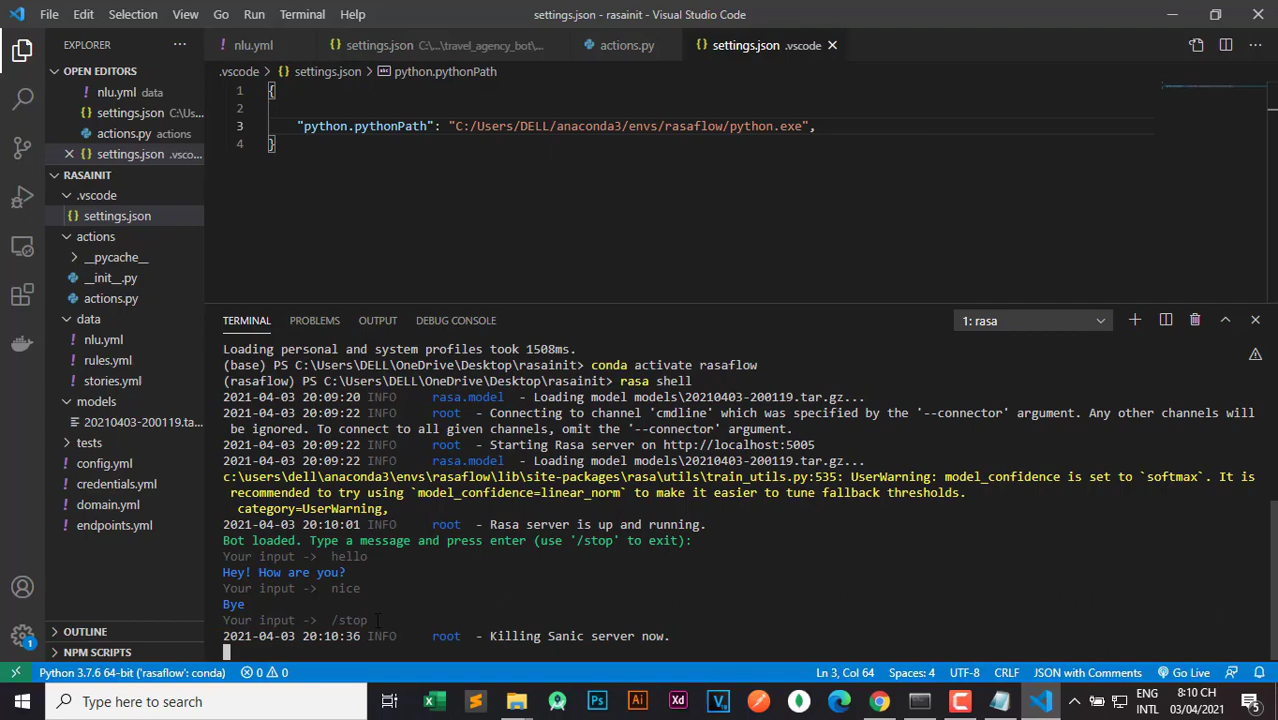 File Edit Selection View Go Run Terminal Help settings.json - rasainit - Visual Studio Code
EXPLORER
nlu.yml settings.json C:\...\travel_agency_bot\... actions.py settings.json .vscode
OPEN EDITORS
nlu.yml data
settings.json C:\Us...
actions.py actions
settings.json .vsco...
RASAINIT
.vscode
settings.json
actions
__pycache__
__init__.py
actions.py
data
nlu.yml
rules.yml
stories.yml
models
20210403-200119.ta...
tests
config.yml
credentials.yml
domain.yml
endpoints.yml
OUTLINE
NPM SCRIPTS
.vscode > settings.json > python.pythonPath
1 {
2
3 "python.pythonPath": "C:/Users/DELL/anaconda3/envs/rasaflow/python.exe",
4 }
TERMINAL PROBLEMS OUTPUT DEBUG CONSOLE 1: rasa
Loading personal and system profiles took 1508ms.
(base) PS C:\Users\DELL\OneDrive\Desktop\rasainit> conda activate rasaflow
(rasaflow) PS C:\Users\DELL\OneDrive\Desktop\rasainit> rasa shell
2021-04-03 20:09:20 INFO rasa.model - Loading model models\20210403-200119.tar.gz...
2021-04-03 20:09:22 INFO root - Connecting to channel 'cmdline' which was specified by the '--connector' argument. Any other channels will
be ignored. To connect to all given channels, omit the '--connector' argument.
2021-04-03 20:09:22 INFO root - Starting Rasa server on http://localhost:5005
2021-04-03 20:09:22 INFO rasa.model - Loading model models\20210403-200119.tar.gz...
c:\users\dell\anaconda3\envs\rasaflow\lib\site-packages\rasa\utils\train_utils.py:535: UserWarning: model_confidence is set to `softmax`. It is
recommended to try using `model_confidence=linear_norm` to make it easier to tune fallback thresholds.
category=UserWarning,
2021-04-03 20:10:01 INFO root - Rasa server is up and running.
Bot loaded. Type a message and press enter (use '/stop' to exit):
Your input -> hello
Hey! How are you?
Your input -> nice
Bye
Your input -> /stop
2021-04-03 20:10:36 INFO root - Killing Sanic server now.
1 Python 3.7.6 64-bit ('rasaflow': conda) 0 0 Ln 3, Col 64 Spaces: 4 UTF-8 CRLF JSON with Comments Go Live
Type here to search Ps Ai Xd ENG 8:10 CH
INTL 03/04/2021 5